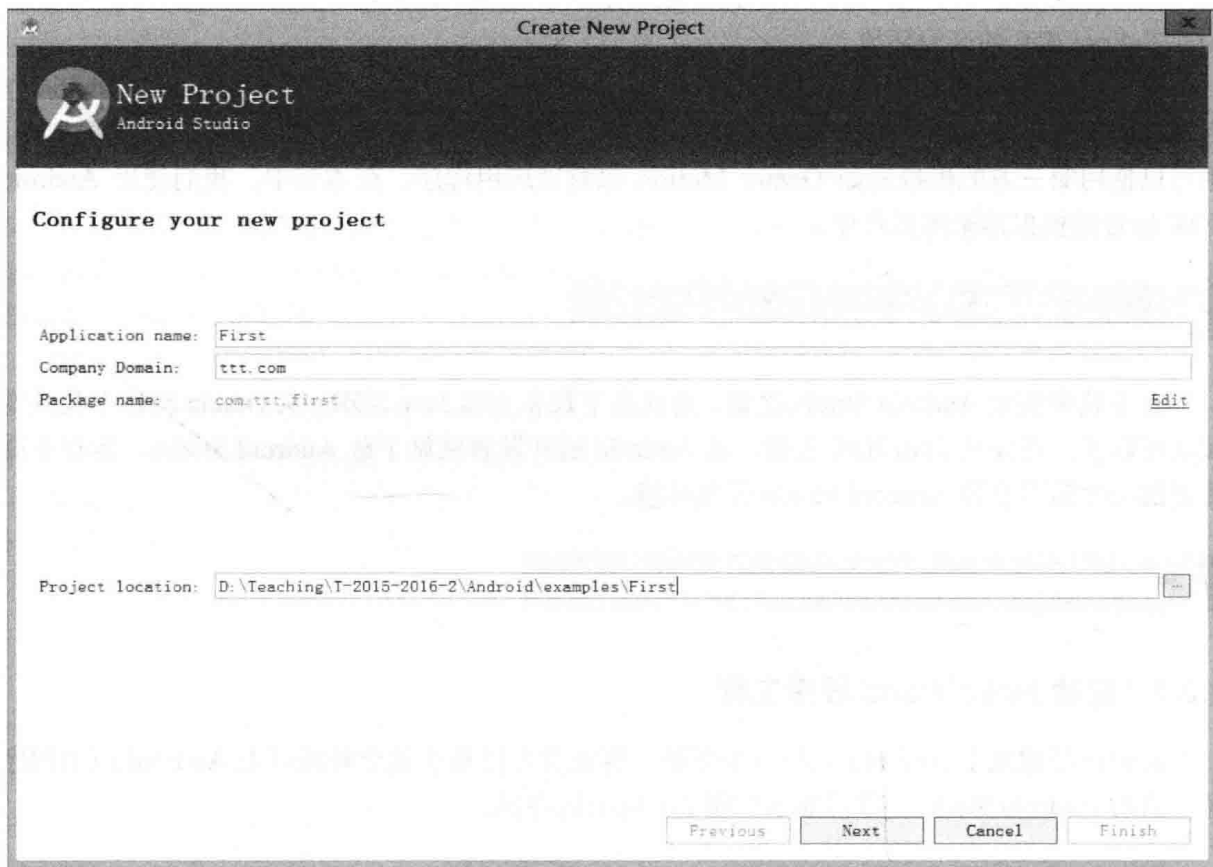 Create New Project
New Project
Android Studio
Configure your new project
Application name: First
Company Domain: ttt.com
Package name: com.ttt.first Edit
Project location: D:\Teaching\T-2015-2016-2\Android\examples\First ...
Previous Next Cancel Finish